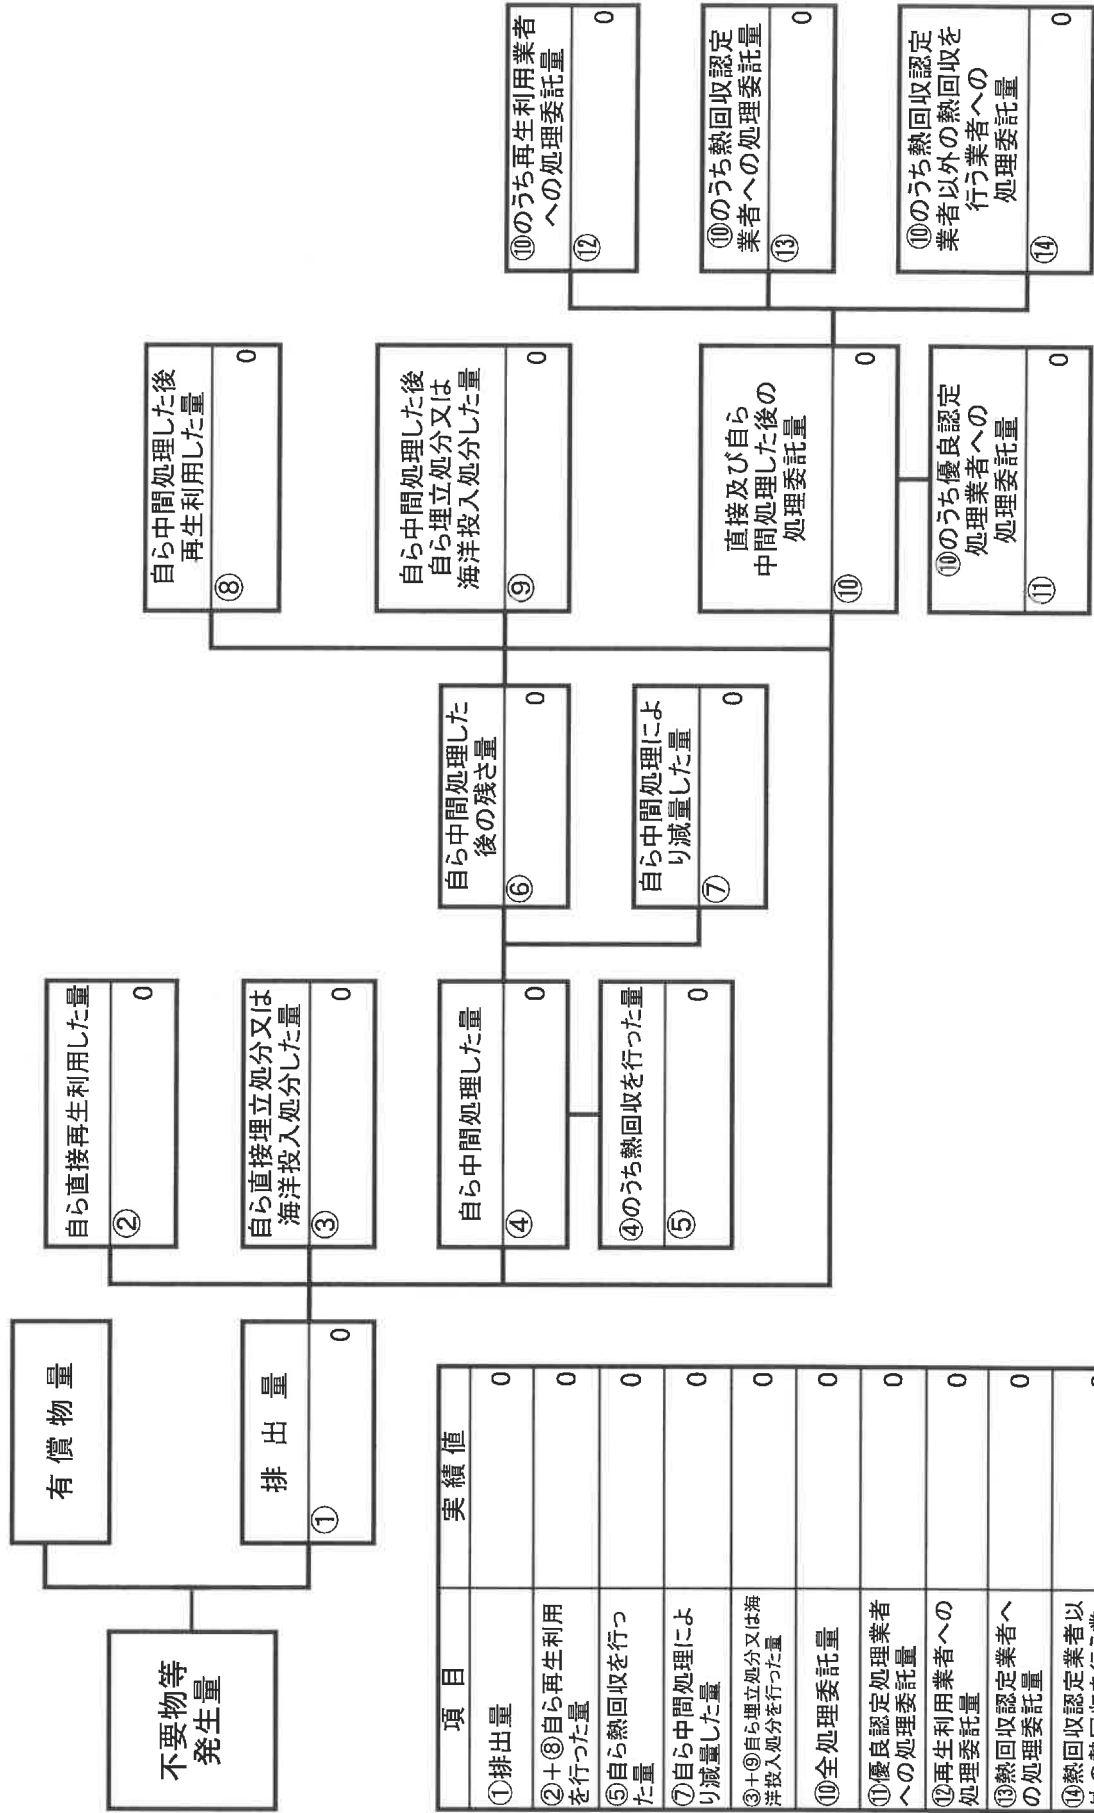 不要物等
発生量
有 償 物 量
排 出 量
① 0
自ら直接再生利用した量
② 0
自ら直接埋立処分又は
海洋投入処分した量
③ 0
自ら中間処理した量
④ 0
④のうち熱回収を行った量
⑤ 0
自ら中間処理した
後の残さ量
⑥ 0
自ら中間処理によ
り減量した量
⑦ 0
自ら中間処理した後
再生利用した量
⑧ 0
自ら中間処理した後
自ら埋立処分又は
海洋投入処分した量
⑨ 0
直接及び自ら
中間処理した後の
処理委託量
⑩ 0
⑩のうち優良認定
処理業者への
処理委託量
⑪ 0
⑩のうち再生利用業者
への処理委託量
⑫ 0
⑩のうち熱回収認定
業者への処理委託量
⑬ 0
⑩のうち熱回収認定
業者以外の熱回収を
行う業者への
処理委託量
⑭ 0
項 目 実 績 値
①排出量 0
②+⑧自ら再生利用
を行った量 0
⑤自ら熱回収を行っ
た量 0
⑦自ら中間処理によ
り減量した量 0
③+⑨自ら埋立処分又は海
洋投入処分を行った量 0
⑩全処理委託量 0
⑪優良認定処理業者
への処理委託量 0
⑫再生利用業者への
処理委託量 0
⑬熱回収認定業者へ
の処理委託量 0
⑭熱回収認定業者以